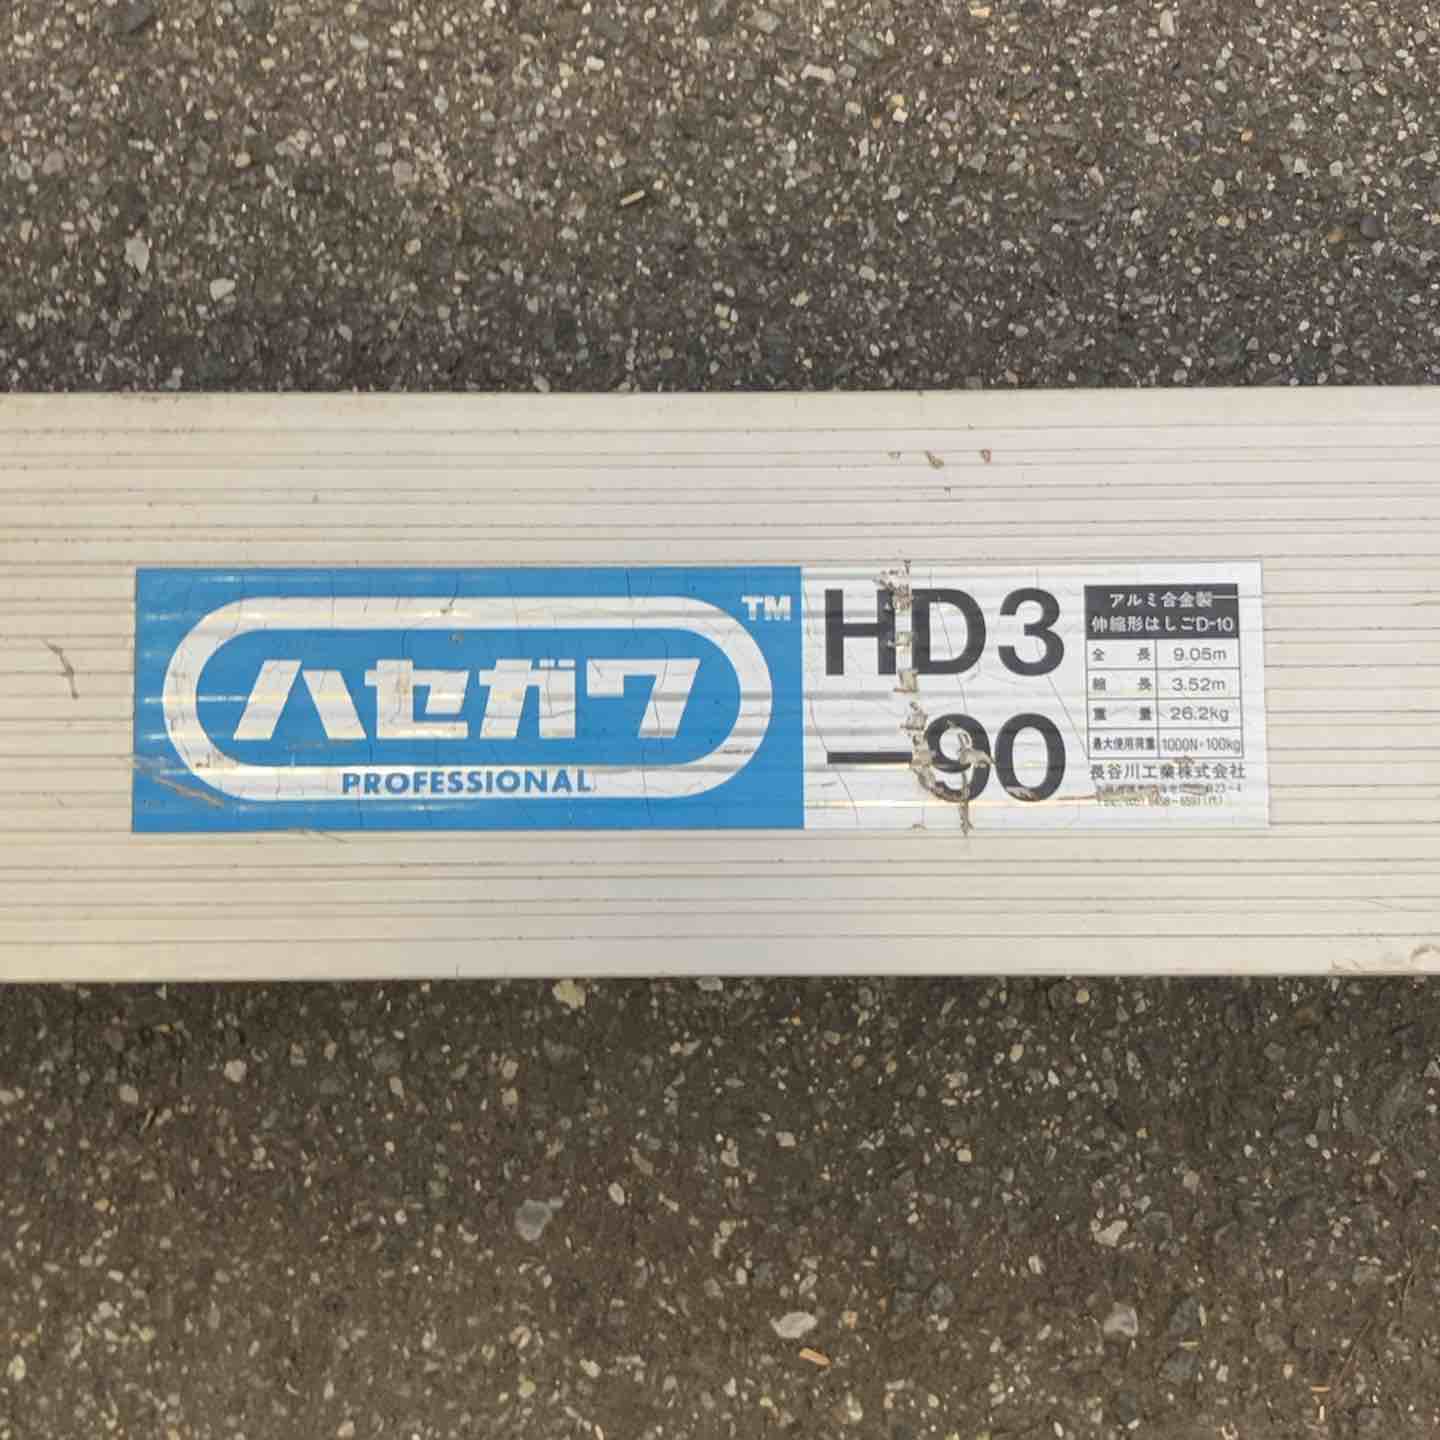 ハセガワ
TM
PROFESSIONAL
HD3
-90
アルミ合金製
伸縮形はしごD-10
全 長 9.05m
縮 長 3.52m
重 量 26.2kg
最大使用荷重 1000N・100kg
長谷川工業株式会社